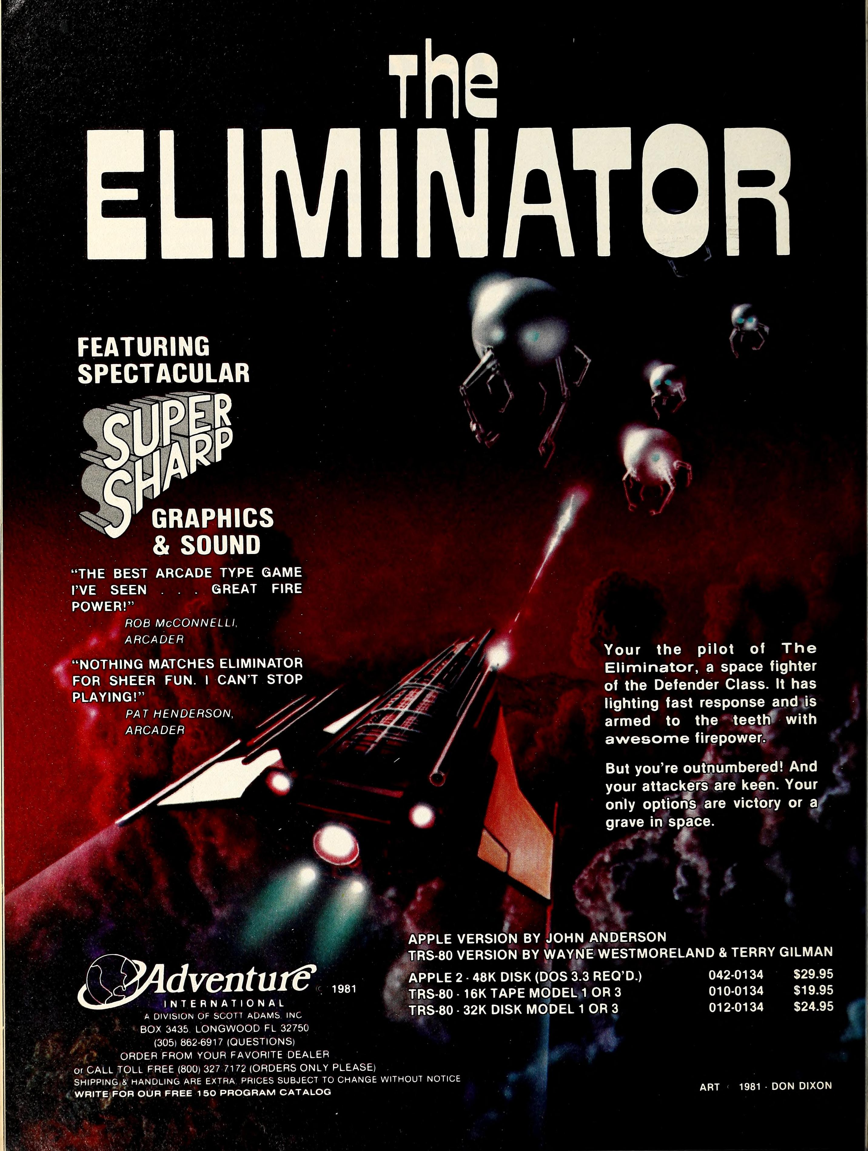 The
ELIMINATOR
FEATURING
SPECTACULAR
SUPER
SHARP
GRAPHICS
& SOUND
"THE BEST ARCADE TYPE GAME
I'VE SEEN . . . GREAT FIRE
POWER!"
ROB McCONNELLI,
ARCADER
"NOTHING MATCHES ELIMINATOR
FOR SHEER FUN. I CAN'T STOP
PLAYING!"
PAT HENDERSON,
ARCADER
Your the pilot of The
Eliminator, a space fighter
of the Defender Class. It has
lighting fast response and is
armed to the teeth with
awesome firepower.
But you're outnumbered! And
your attackers are keen. Your
only options are victory or a
grave in space.
APPLE VERSION BY JOHN ANDERSON
TRS-80 VERSION BY WAYNE WESTMORELAND & TERRY GILMAN
APPLE 2 - 48K DISK (DOS 3.3 REQ'D.) 042-0134 $29.95
TRS-80 - 16K TAPE MODEL 1 OR 3 010-0134 $19.95
TRS-80 - 32K DISK MODEL 1 OR 3 012-0134 $24.95
Adventure 1981
INTERNATIONAL
A DIVISION OF SCOTT ADAMS, INC
BOX 3435, LONGWOOD FL 32750
(305) 862-6917 (QUESTIONS)
ORDER FROM YOUR FAVORITE DEALER
or CALL TOLL FREE (800) 327 7172 (ORDERS ONLY PLEASE)
SHIPPING & HANDLING ARE EXTRA. PRICES SUBJECT TO CHANGE WITHOUT NOTICE
WRITE FOR OUR FREE 150 PROGRAM CATALOG
ART 1981 - DON DIXON